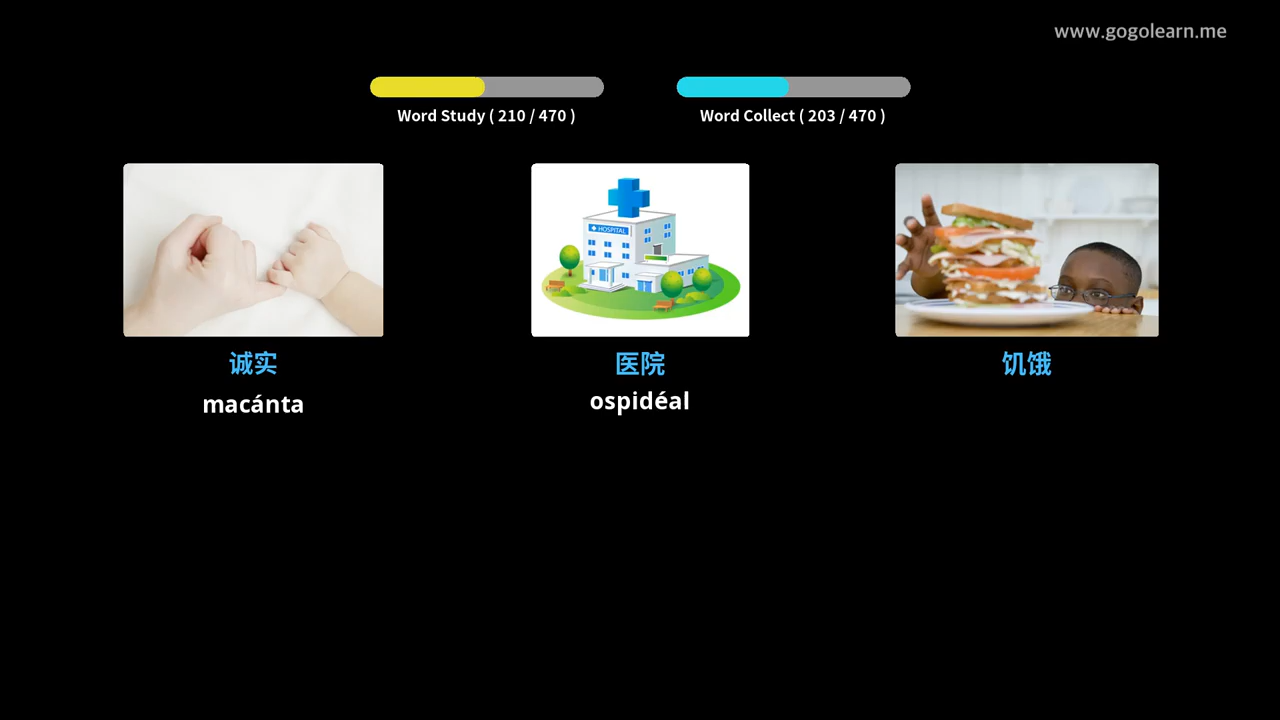 www.gogolearn.me
Word Study ( 210 / 470 )
Word Collect ( 203 / 470 )
HOSPITAL
诚实
医院
饥饿
macánta
ospidéal